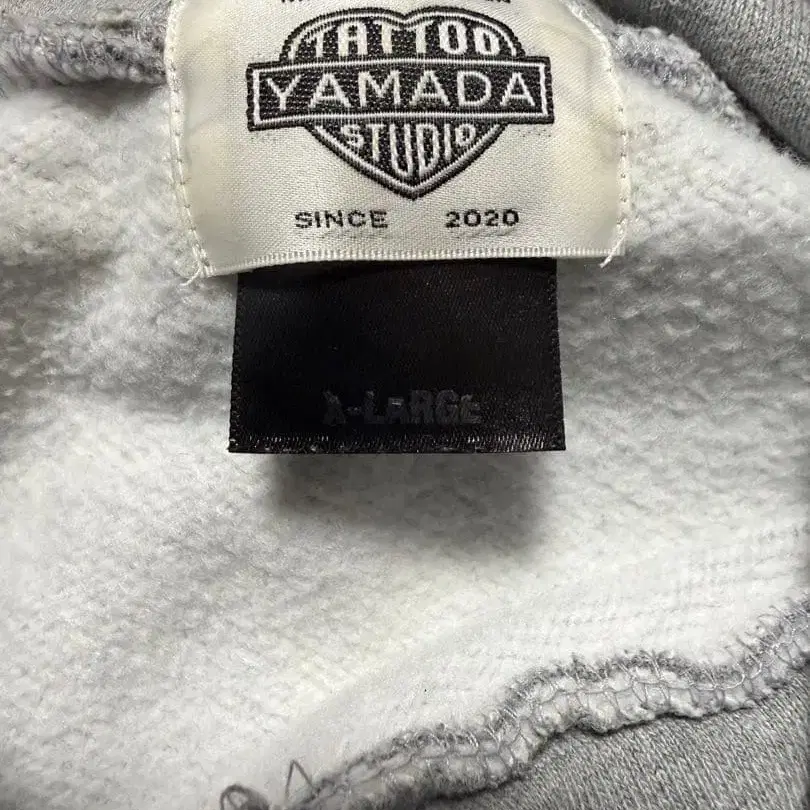 TATTOO
YAMADA
STUDIO
SINCE 2020
X-LARGE